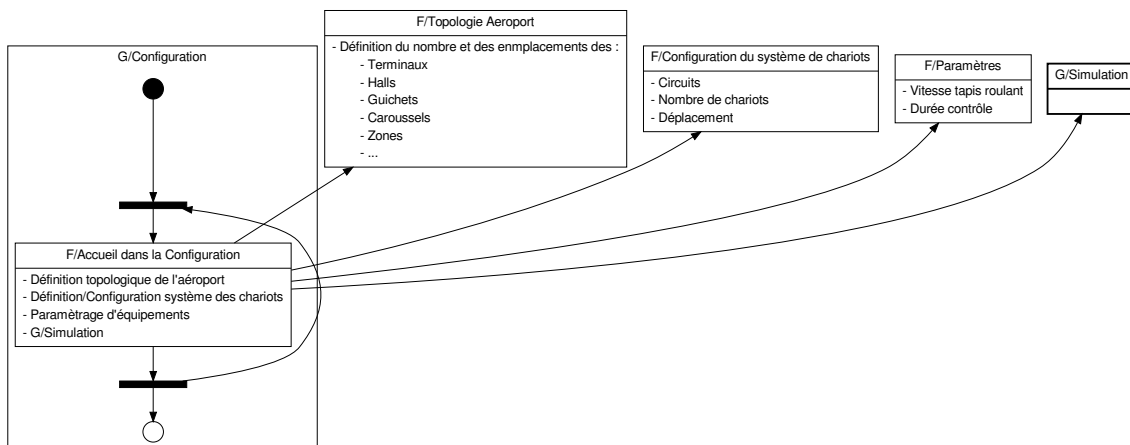 G/Configuration
F/Topologie Aeroport
- Définition du nombre et des enmplacements des :
- Terminaux
- Halls
- Guichets
- Caroussels
- Zones
- ...
F/Configuration du système de chariots
- Circuits
- Nombre de chariots
- Déplacement
F/Paramètres
- Vitesse tapis roulant
- Durée contrôle
G/Simulation
F/Accueil dans la Configuration
- Définition topologique de l'aéroport
- Définition/Configuration système des chariots
- Paramètrage d'équipements
- G/Simulation